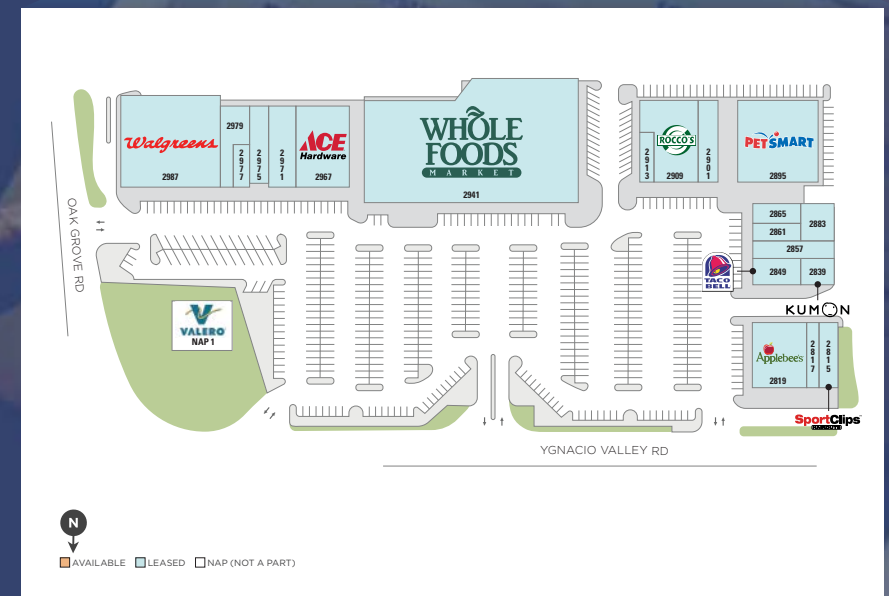 Walgreens
2987
2979
2977
2975
2971
ACE
Hardware
2967
WHOLE
FOODS
MARKET
2941
2913
ROCCO'S
2909
2901
PETSMART
2895
2865
2861
2883
2857
2849
2839
TACO
BELL
KUMON
Applebee's
2819
2817
2815
SportClips
OAK GROVE RD
VALERO
NAP 1
YGNACIO VALLEY RD
N
AVAILABLE LEASED NAP (NOT A PART)